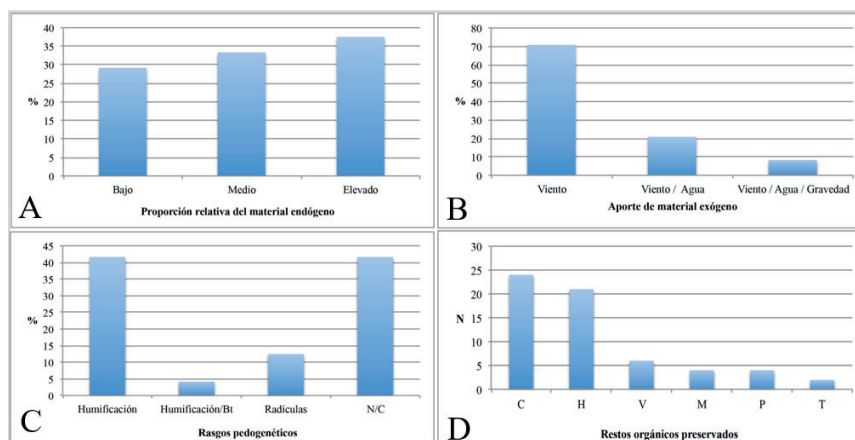 40
35
30
25
%
20
15
10
5
0
Bajo Medio Elevado
A
Proporción relativa del material endógeno
80
70
60
50
%
40
30
20
10
0
Viento Viento / Agua Viento / Agua / Gravedad
B
Aporte de material exógeno
45
40
35
30
25
%
20
15
10
5
0
Humificación Humificación/Bt Radículas N/C
C
Rasgos pedogenéticos
30
25
20
N
15
10
5
0
C H V M P T
D
Restos orgánicos preservados